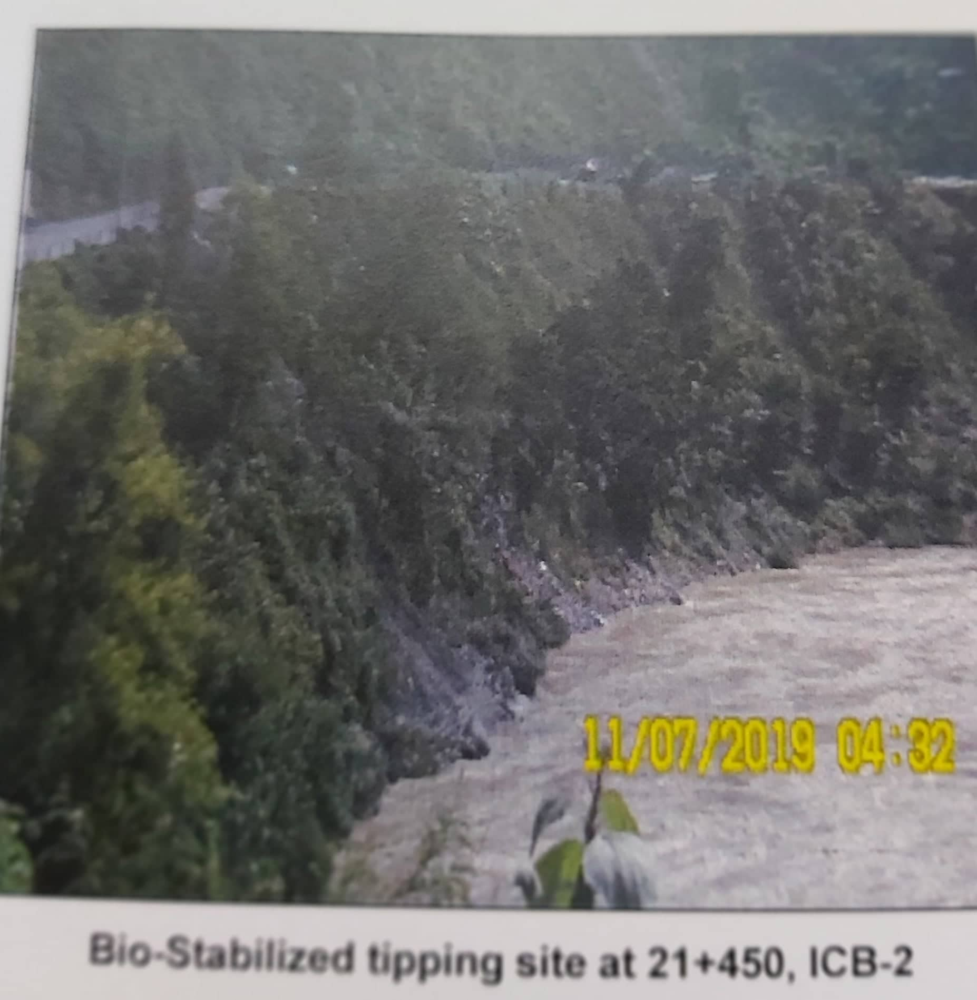 11/07/2019 04:32
Bio-Stabilized tipping site at 21+450, ICB-2